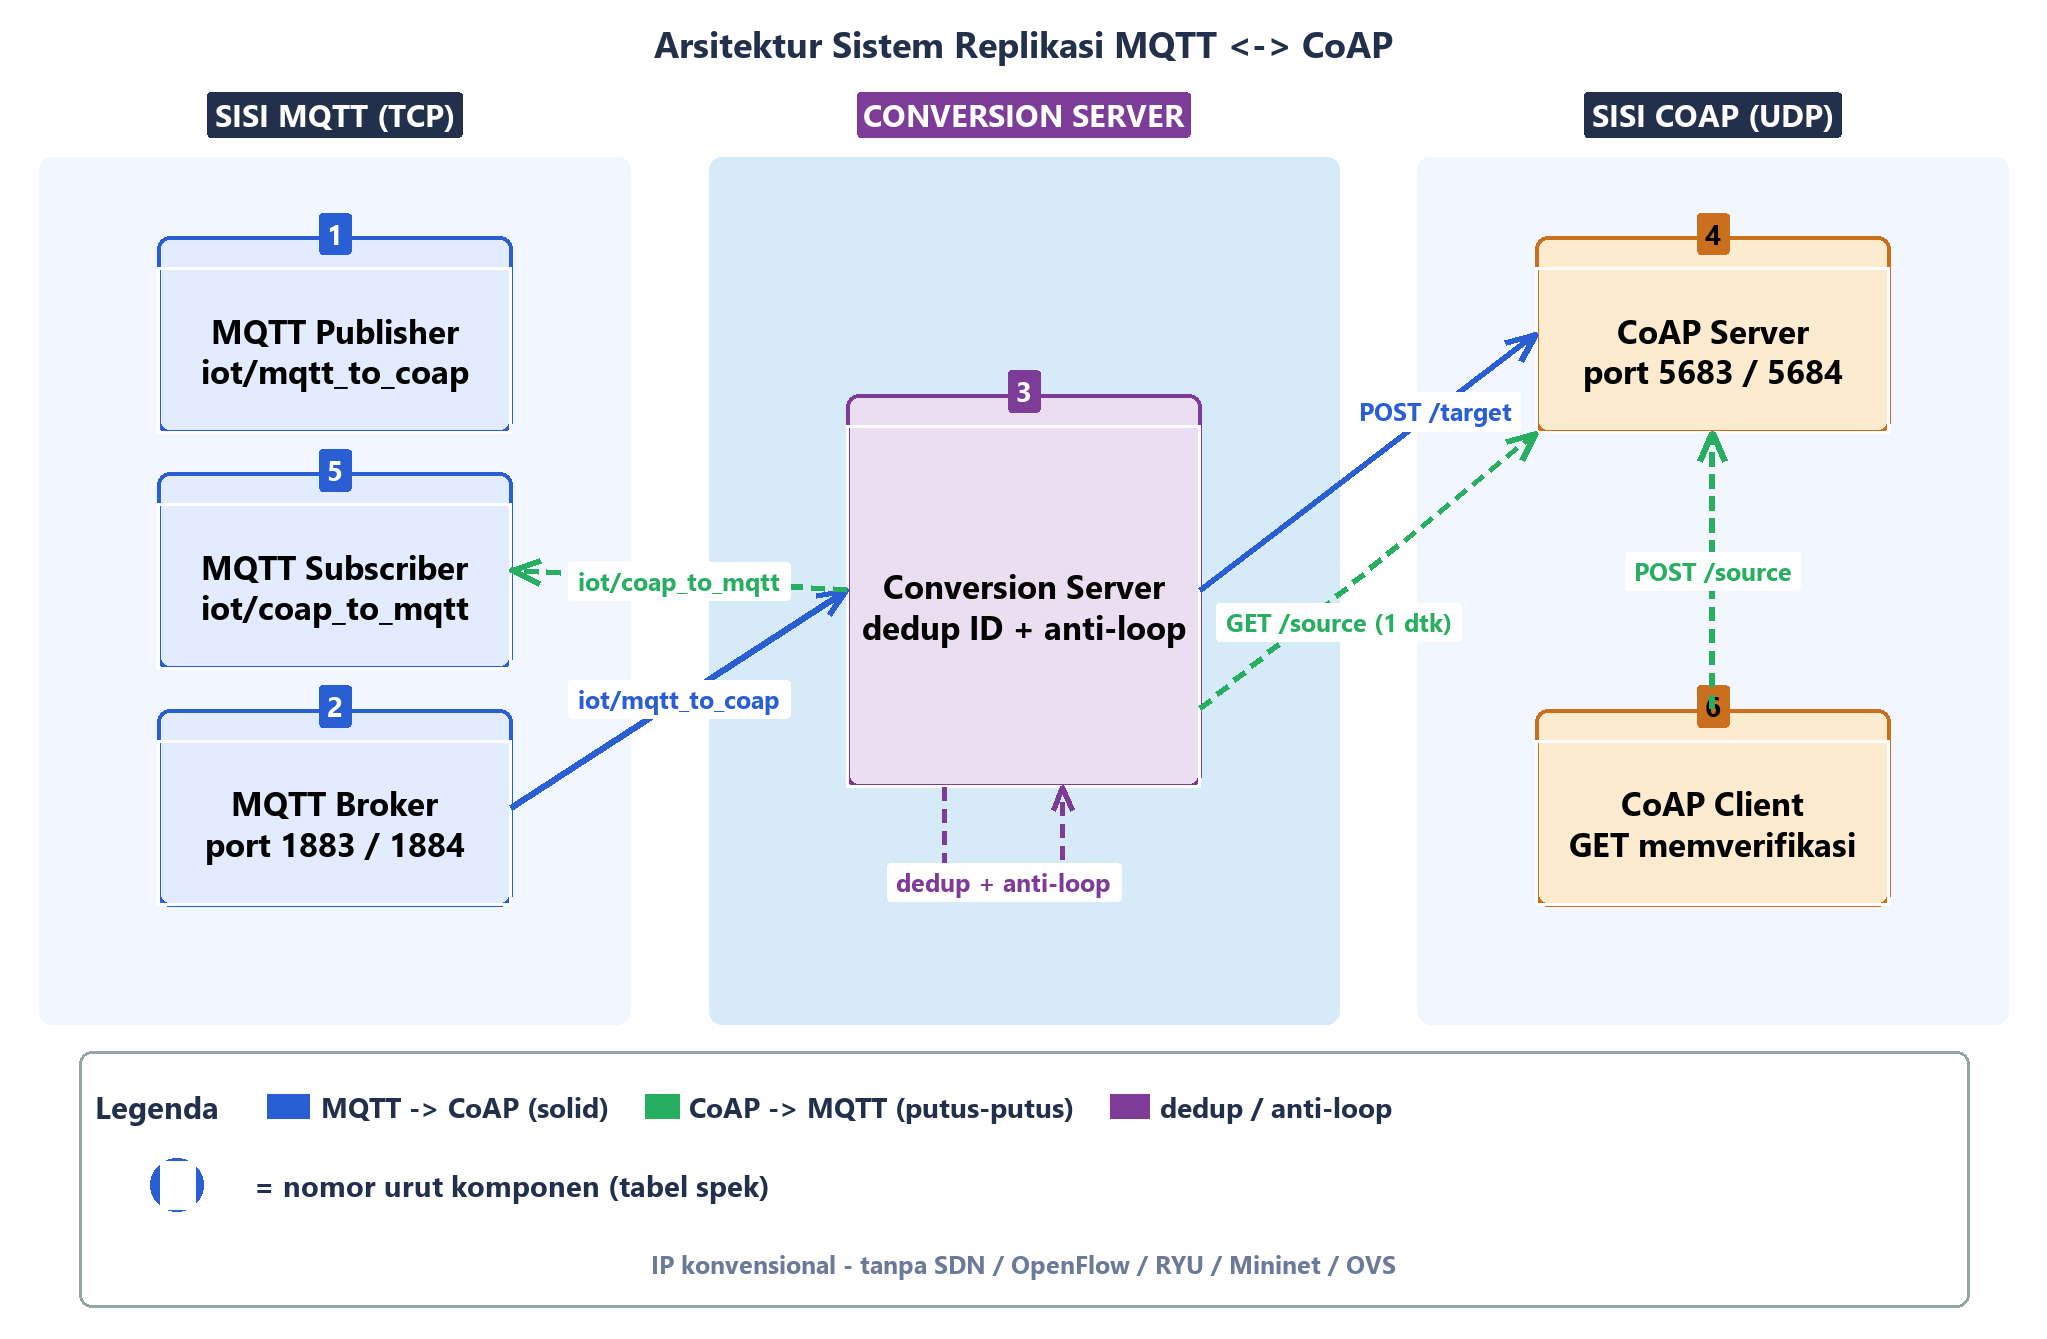 Arsitektur Sistem Replikasi MQTT <-> CoAP
SISI MQTT (TCP)
CONVERSION SERVER
SISI COAP (UDP)
1
MQTT Publisher
iot/mqtt_to_coap
5
MQTT Subscriber
iot/coap_to_mqtt
2
MQTT Broker
port 1883 / 1884
iot/coap_to_mqtt
iot/mqtt_to_coap
3
Conversion Server
dedup ID + anti-loop
dedup + anti-loop
POST /target
GET /source (1 dtk)
4
CoAP Server
port 5683 / 5684
POST /source
6
CoAP Client
GET memverifikasi
Legenda
MQTT -> CoAP (solid)
CoAP -> MQTT (putus-putus)
dedup / anti-loop
= nomor urut komponen (tabel spek)
IP konvensional - tanpa SDN / OpenFlow / RYU / Mininet / OVS